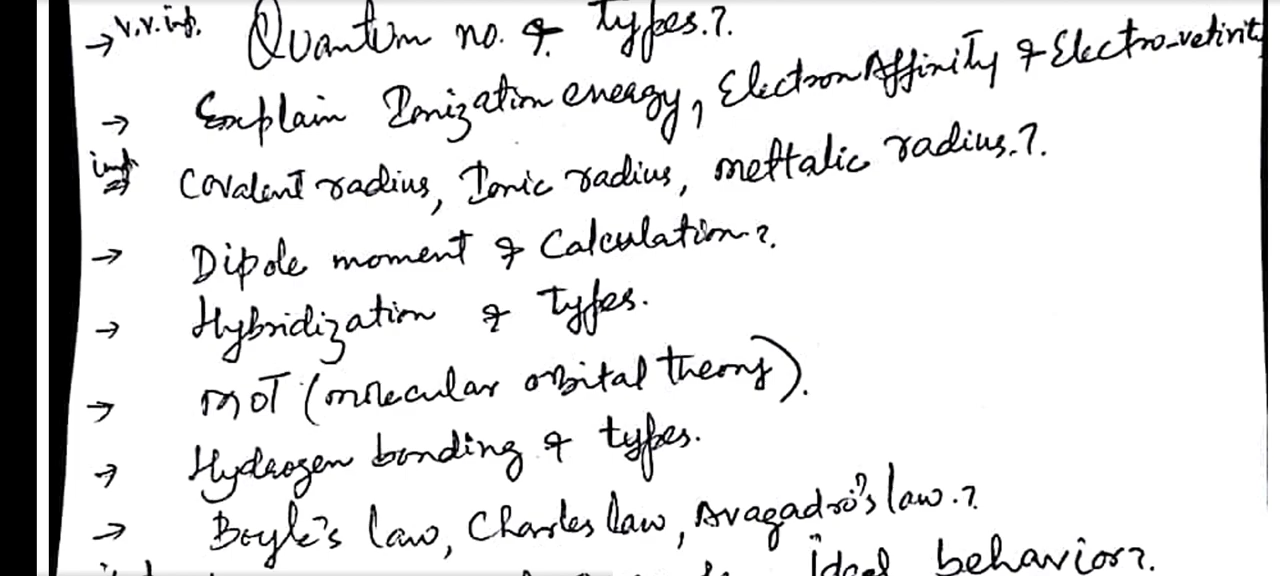 → v.v.imp. Quantum no. & types.?
→ Explain Ionization energy, Electron Affinity & Electro-vetivity
imp. ⇒ Covalent radius, Ionic radius, mettalic radius.?
→ Dipole moment & Calculation?
→ Hybridization & Types.
→ MOT (molecular orbital theory).
→ Hydrogen bonding & types.
→ Boyle's law, Charles law, Avagadro's law.?
Ideal behavior?